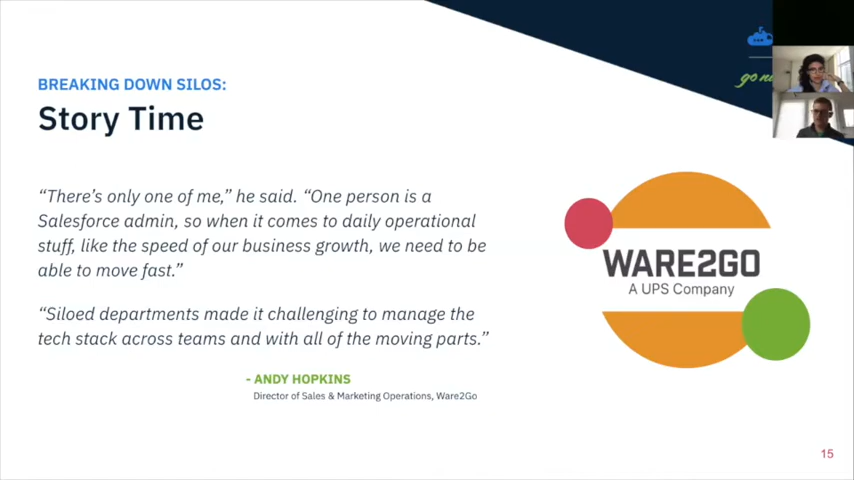 BREAKING DOWN SILOS:
Story Time
“There’s only one of me,” he said. “One person is a
Salesforce admin, so when it comes to daily operational
stuff, like the speed of our business growth, we need to be
able to move fast.”
“Siloed departments made it challenging to manage the
tech stack across teams and with all of the moving parts.”
- ANDY HOPKINS
Director of Sales & Marketing Operations, Ware2Go
WARE2GO
A UPS Company
go
15